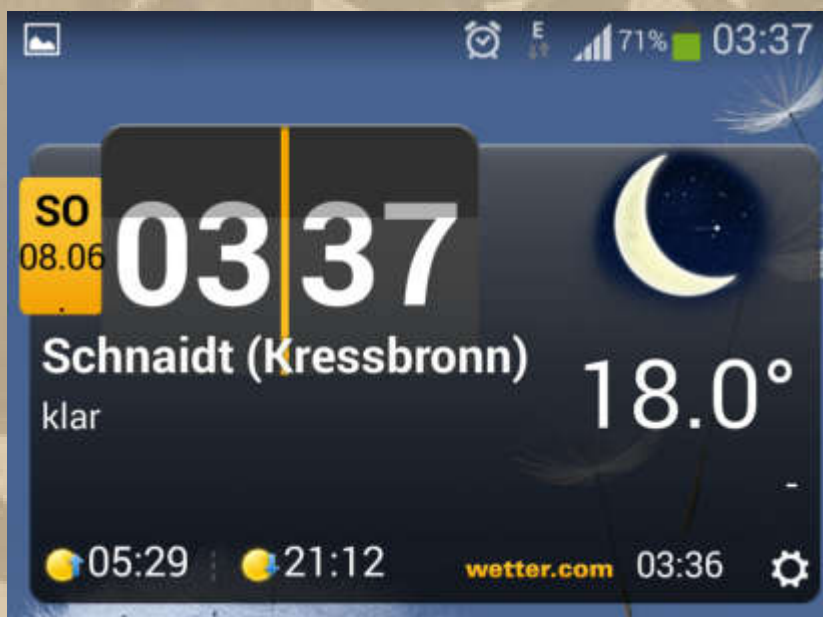 E 71% 03:37
SO
08.06
.
03 37
Schnaidt (Kressbronn)
18.0°
klar
-
05:29 21:12 wetter.com 03:36